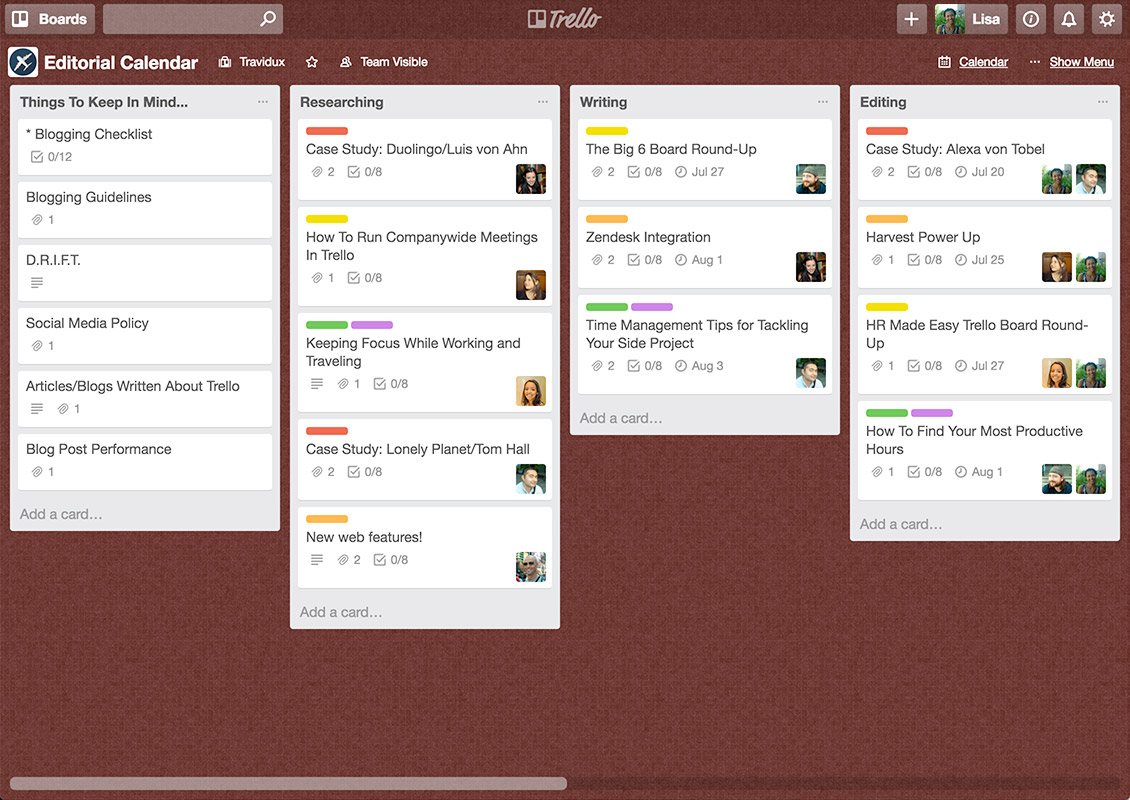 Boards
Trello
Lisa
Editorial Calendar
Travidux
Team Visible
Calendar
... Show Menu
Things To Keep In Mind...
* Blogging Checklist
0/12
Blogging Guidelines
1
D.R.I.F.T.
Social Media Policy
1
Articles/Blogs Written About Trello
1
Blog Post Performance
1
Add a card…
Researching
Case Study: Duolingo/Luis von Ahn
2 0/8
How To Run Companywide Meetings
In Trello
1 0/8
Keeping Focus While Working and
Traveling
1 0/8
Case Study: Lonely Planet/Tom Hall
2 0/8
New web features!
2 0/8
Add a card…
Writing
The Big 6 Board Round-Up
2 0/8 Jul 27
Zendesk Integration
2 0/8 Aug 1
Time Management Tips for Tackling
Your Side Project
2 0/8 Aug 3
Add a card…
Editing
Case Study: Alexa von Tobel
2 0/8 Jul 20
Harvest Power Up
1 0/8 Jul 25
HR Made Easy Trello Board Round-
Up
1 0/8 Jul 27
How To Find Your Most Productive
Hours
1 0/8 Aug 1
Add a card…